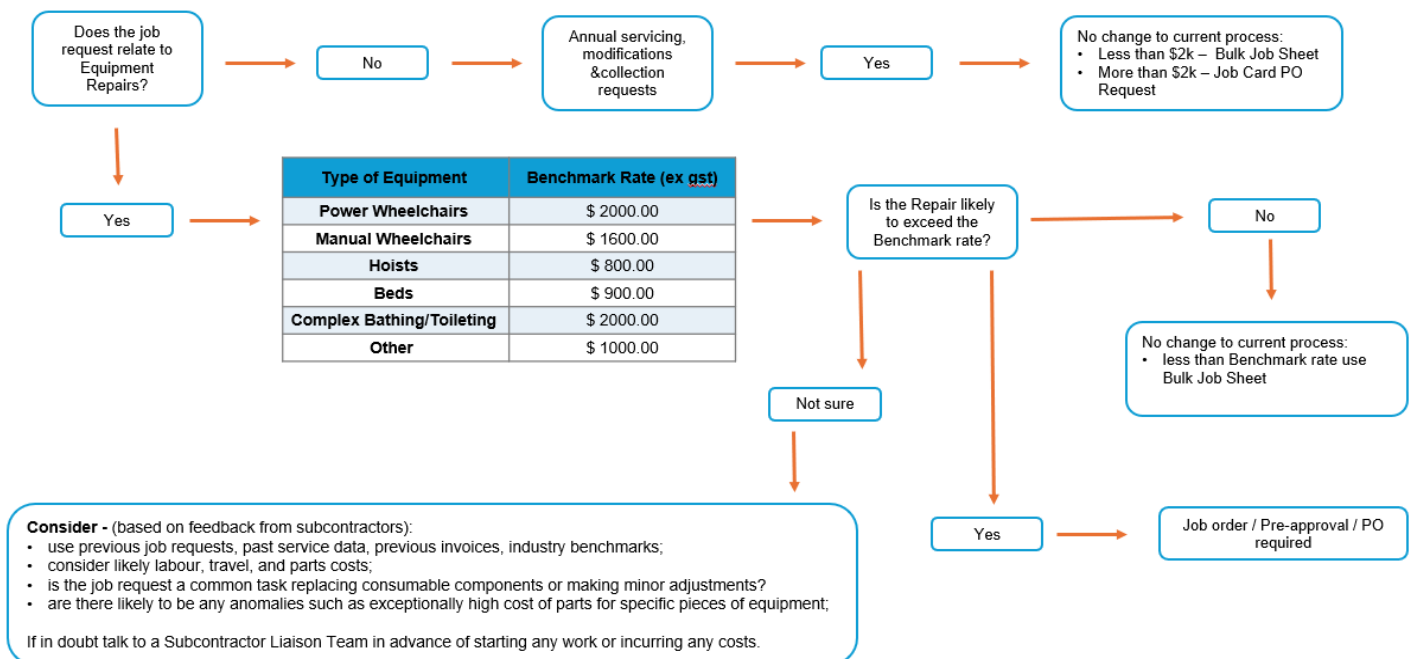 Does the job
request relate to
Equipment
Repairs?
No
Annual servicing,
modifications
&collection
requests
Yes
No change to current process:
• Less than $2k – Bulk Job Sheet
• More than $2k – Job Card PO
Request
Yes
Type of Equipment Benchmark Rate (ex gst)
Power Wheelchairs $ 2000.00
Manual Wheelchairs $ 1600.00
Hoists $ 800.00
Beds $ 900.00
Complex Bathing/Toileting $ 2000.00
Other $ 1000.00
Is the Repair likely
to exceed the
Benchmark rate?
No
No change to current process:
• less than Benchmark rate use
Bulk Job Sheet
Not sure
Consider - (based on feedback from subcontractors):
• use previous job requests, past service data, previous invoices, industry benchmarks;
• consider likely labour, travel, and parts costs;
• is the job request a common task replacing consumable components or making minor adjustments?
• are there likely to be any anomalies such as exceptionally high cost of parts for specific pieces of equipment;
If in doubt talk to a Subcontractor Liaison Team in advance of starting any work or incurring any costs.
Yes
Job order / Pre-approval / PO
required